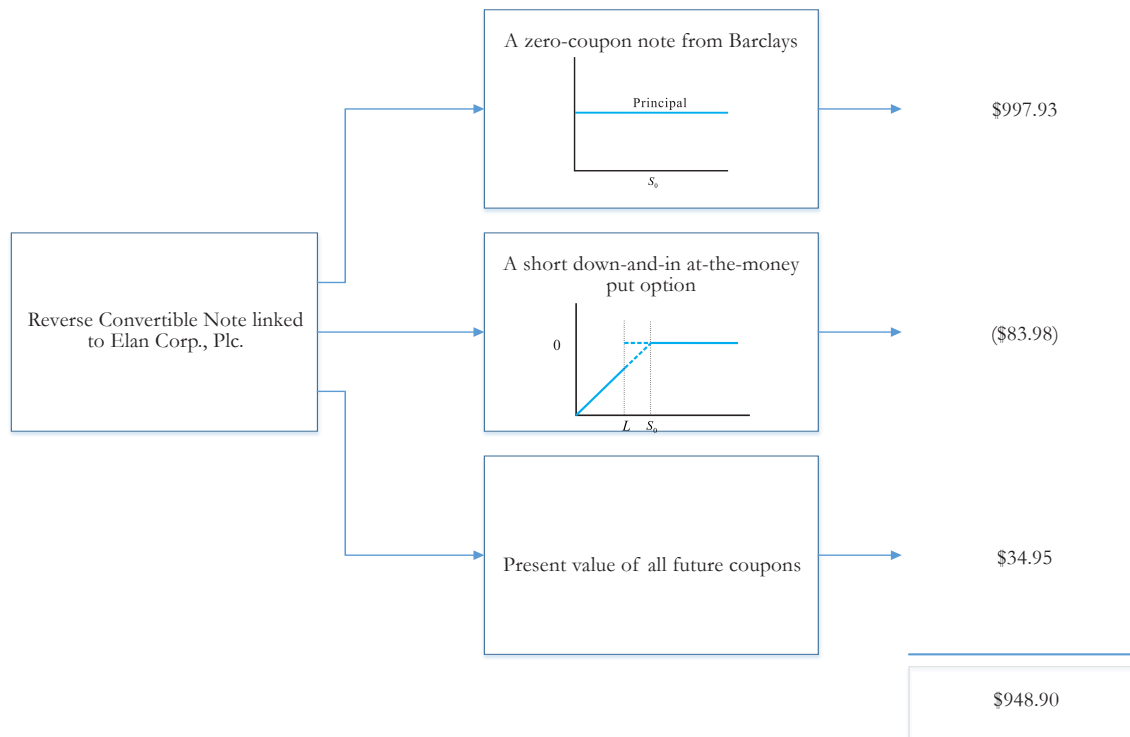 A zero-coupon note from Barclays
Principal
S₀
$997.93
Reverse Convertible Note linked
to Elan Corp., Plc.
A short down-and-in at-the-money
put option
0
L S₀
($83.98)
Present value of all future coupons
$34.95
$948.90